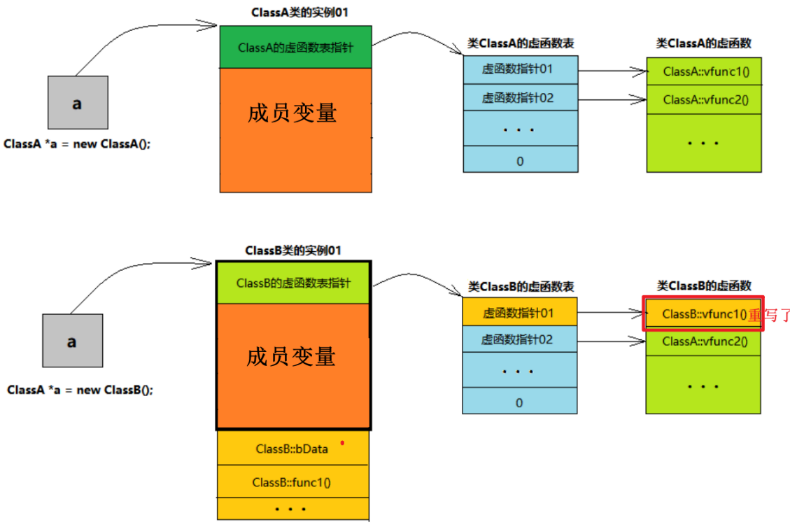 ClassA类的实例01
ClassA的虚函数表指针
成员变量
a
ClassA *a = new ClassA();
类ClassA的虚函数表
虚函数指针01
虚函数指针02
· · ·
0
类ClassA的虚函数
ClassA::vfunc1()
ClassA::vfunc2()
· · ·
ClassB类的实例01
ClassB的虚函数表指针
成员变量
ClassB::bData
ClassB::func1()
· · ·
a
ClassA *a = new ClassB();
类ClassB的虚函数表
虚函数指针01
虚函数指针02
· · ·
0
类ClassB的虚函数
ClassB::vfunc1()重写了
ClassA::vfunc2()
· · ·